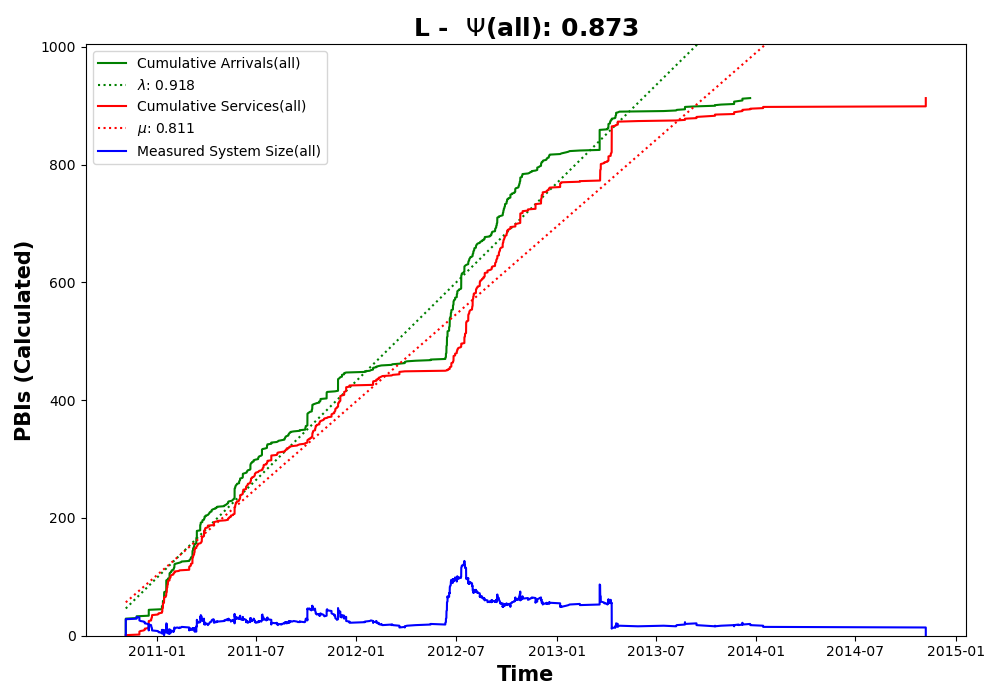 L -  Ψ(all): 0.873
Cumulative Arrivals(all)
λ: 0.918
Cumulative Services(all)
μ: 0.811
Measured System Size(all)
PBIs (Calculated)
1000
800
600
400
200
0
2011-01 2011-07 2012-01 2012-07 2013-01 2013-07 2014-01 2014-07 2015-01
Time